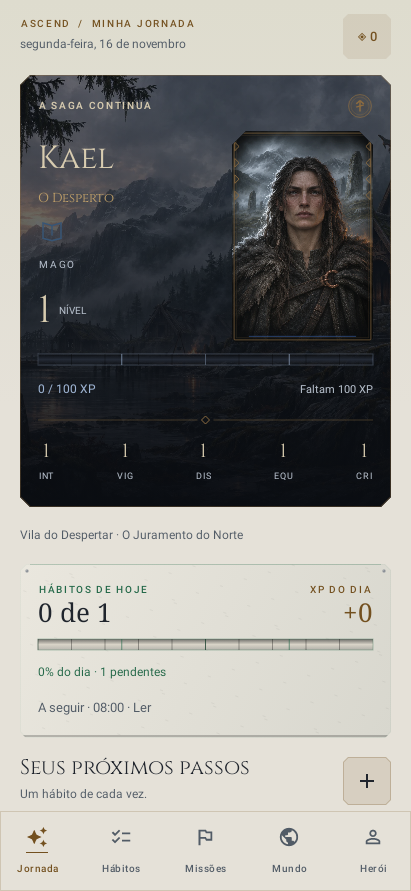 ASCEND / MINHA JORNADA
segunda-feira, 16 de novembro
0
A SAGA CONTINUA
KAEL
O DESPERTO
MAGO
1 NÍVEL
0 / 100 XP
Faltam 100 XP
1 1 1 1 1
INT VIG DIS EQU CRI
Vila do Despertar · O Juramento do Norte
HÁBITOS DE HOJE
XP DO DIA
0 de 1
+0
0% do dia · 1 pendentes
A seguir · 08:00 · Ler
SEUS PRÓXIMOS PASSOS
Um hábito de cada vez.
Jornada Hábitos Missões Mundo Herói